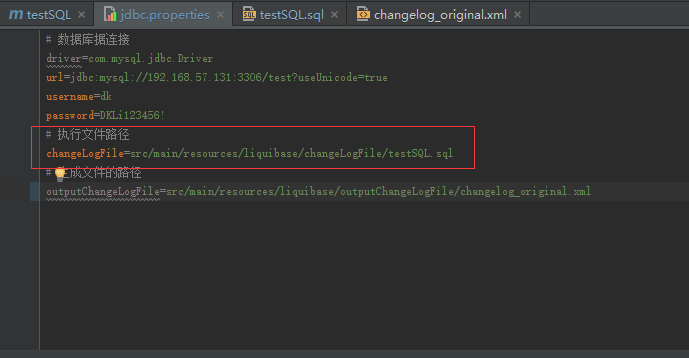 testSQL
jdbc.properties
testSQL.sql
changelog_original.xml
# 数据库据连接
driver=com.mysql.jdbc.Driver
url=jdbc:mysql://192.168.57.131:3306/test?useUnicode=true
username=dk
password=DKLi123456!
# 执行文件路径
changeLogFile=src/main/resources/liquibase/changeLogFile/testSQL.sql
# 成文件的路径
outputChangeLogFile=src/main/resources/liquibase/outputChangeLogFile/changelog_original.xml